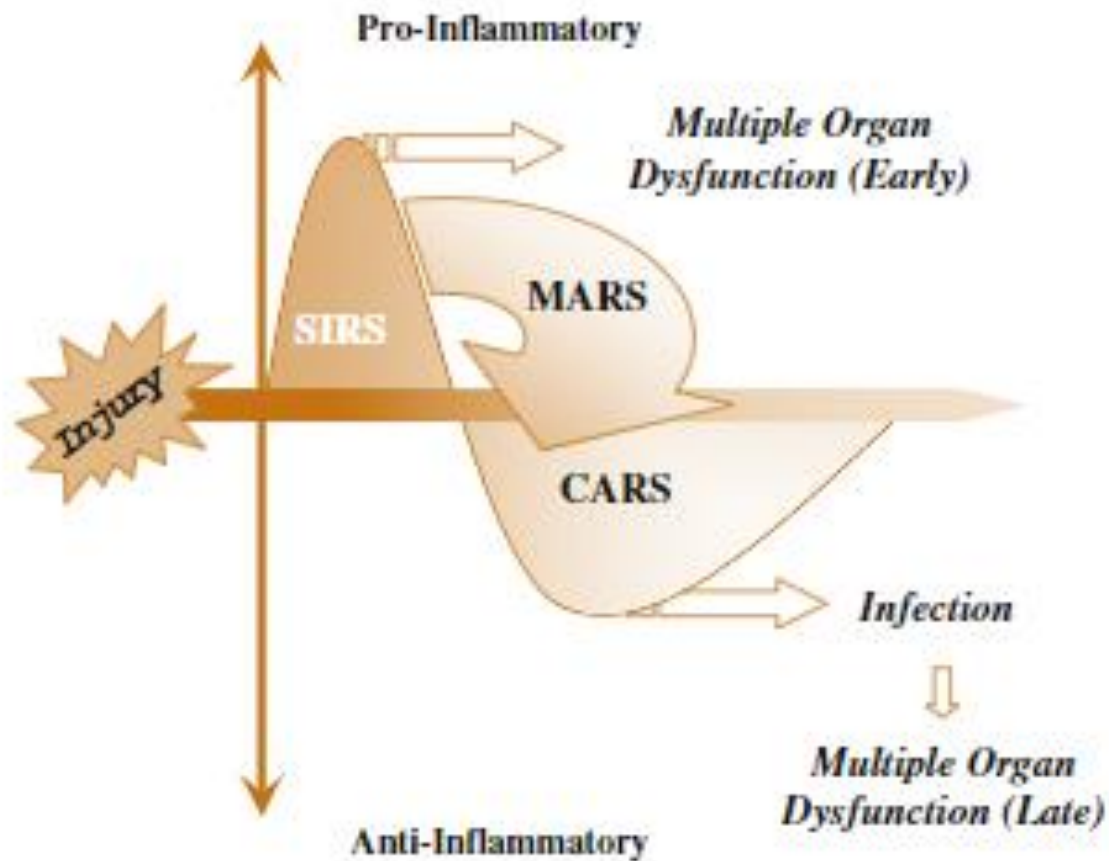 Pro-Inflammatory
Multiple Organ
Dysfunction (Early)
MARS
SIRS
Injury
CARS
Infection
Multiple Organ
Dysfunction (Late)
Anti-Inflammatory